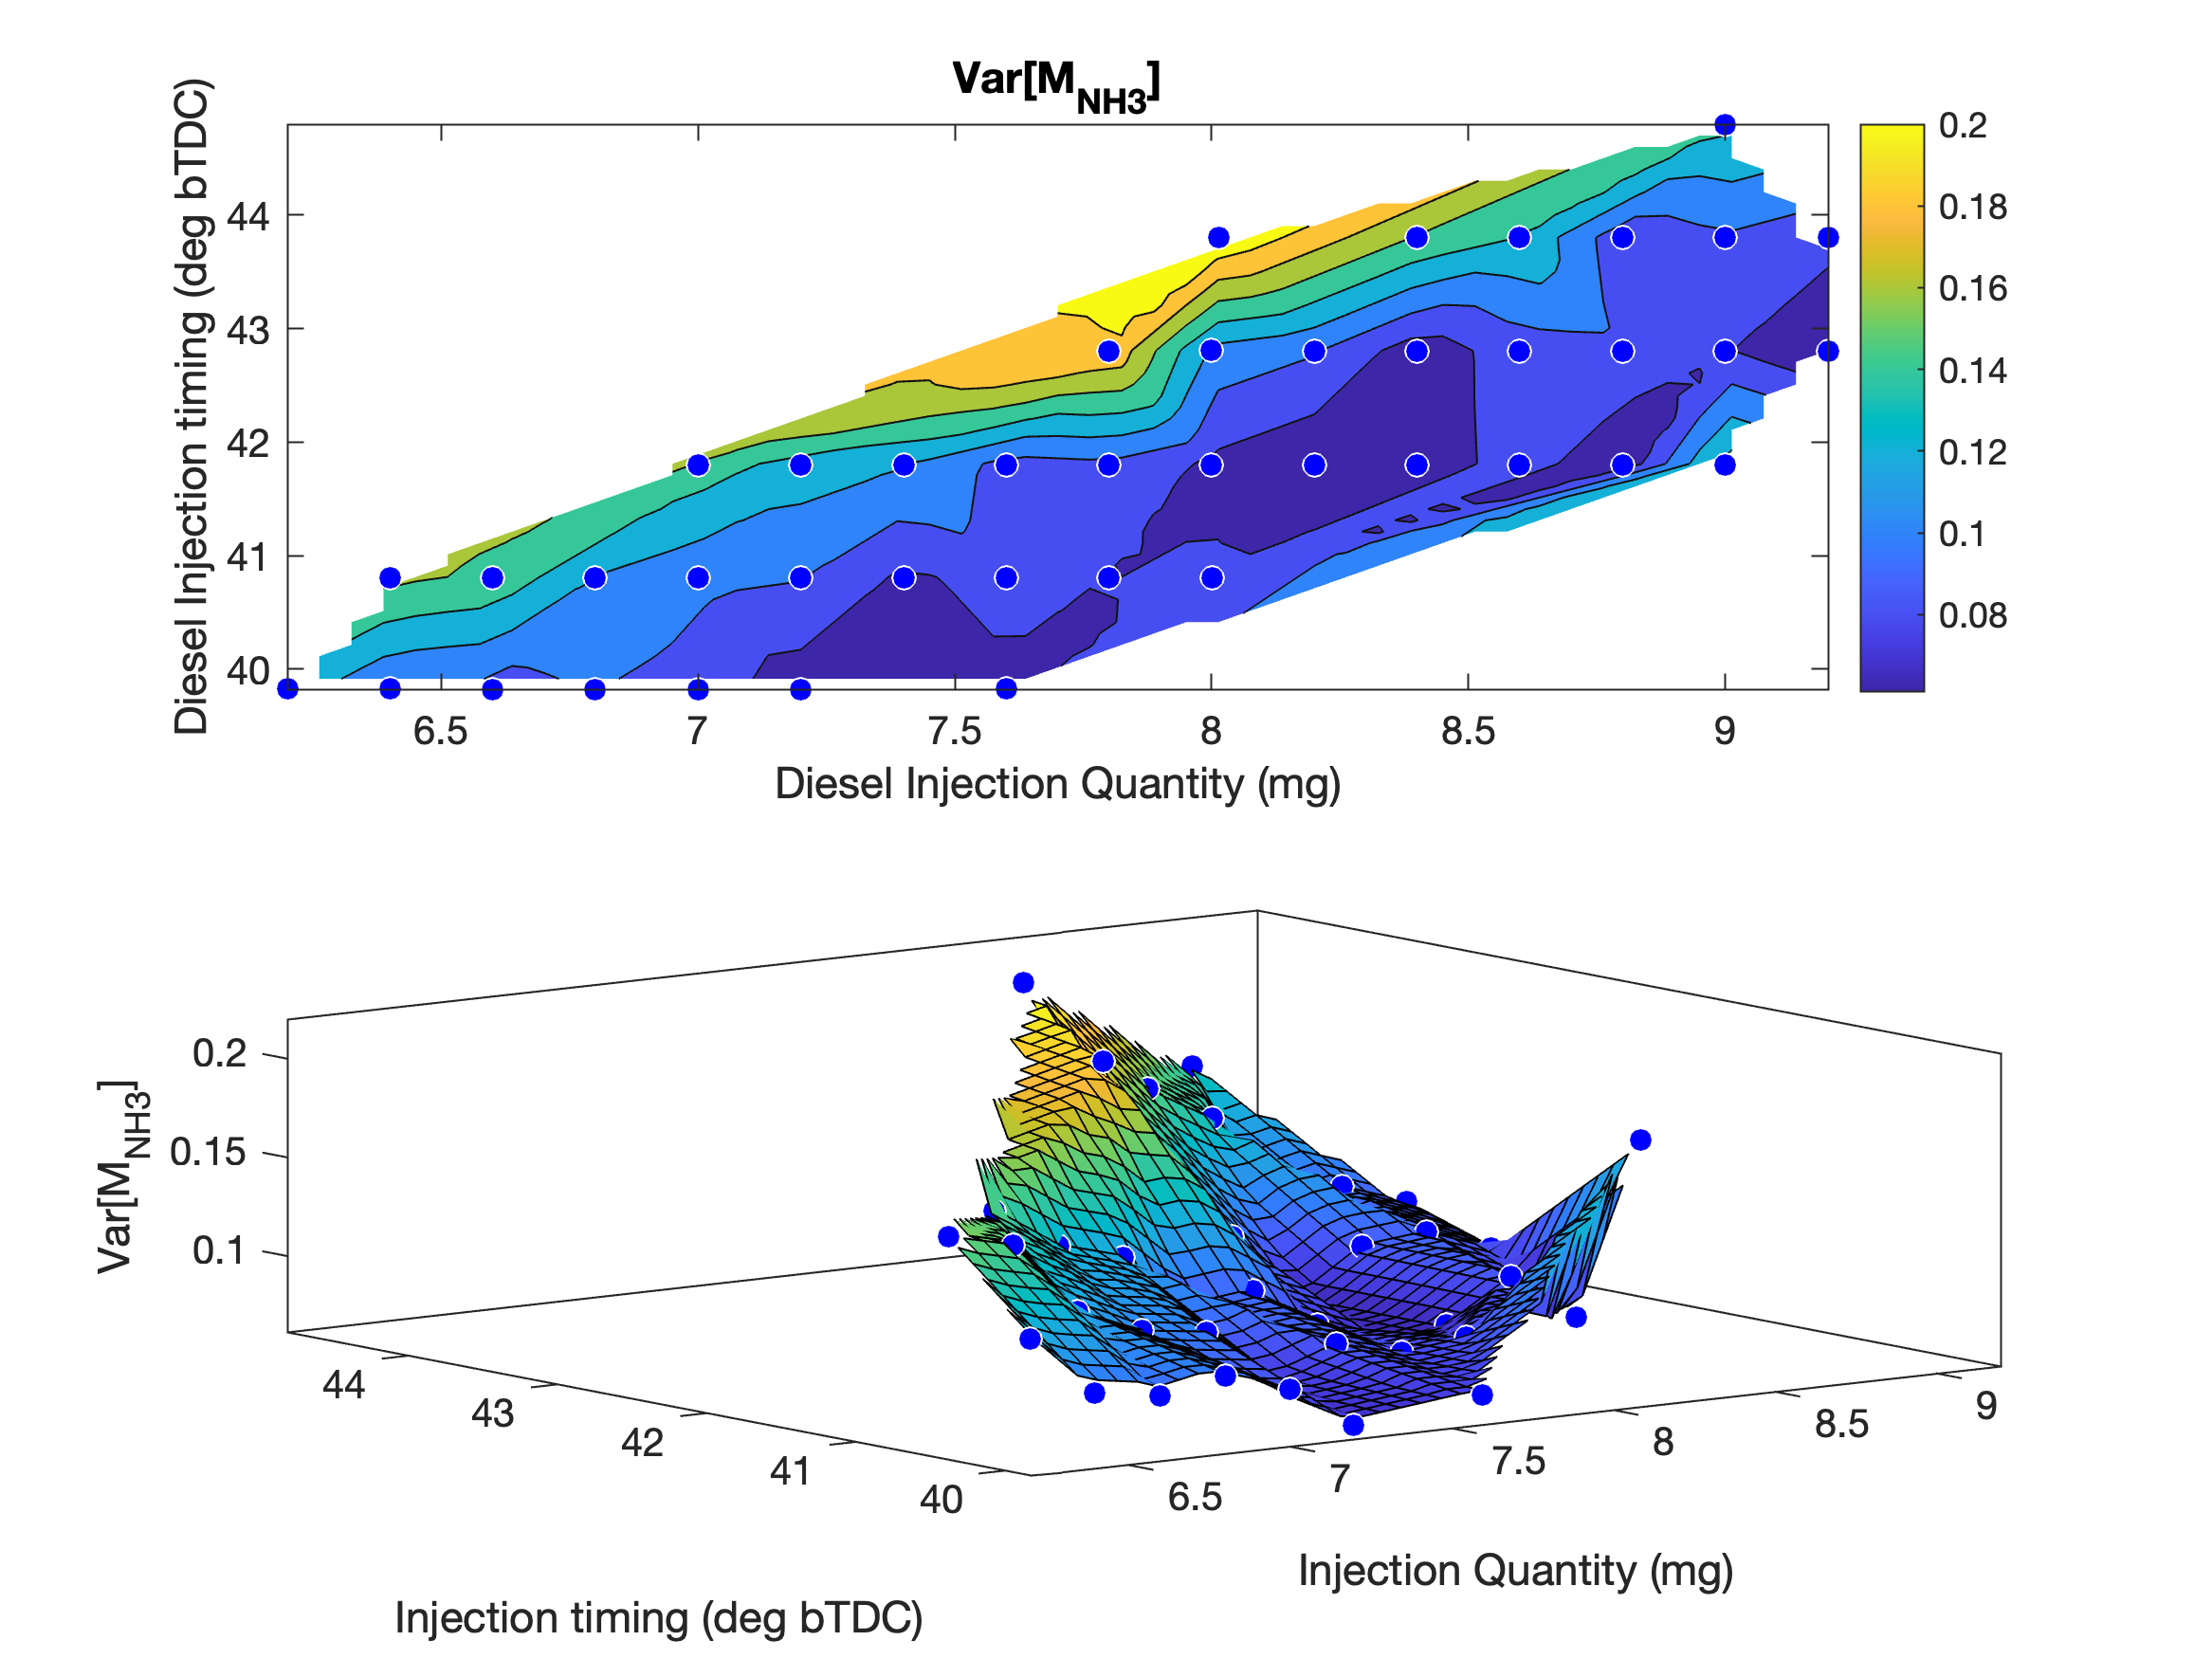 Var[M_NH3]
Diesel Injection timing (deg bTDC)
44
43
42
41
40
6.5 7 7.5 8 8.5 9
Diesel Injection Quantity (mg)
0.2
0.18
0.16
0.14
0.12
0.1
0.08
Var[M_NH3]
0.2
0.15
0.1
44 43 42 41 40
6.5 7 7.5 8 8.5 9
Injection timing (deg bTDC)
Injection Quantity (mg)